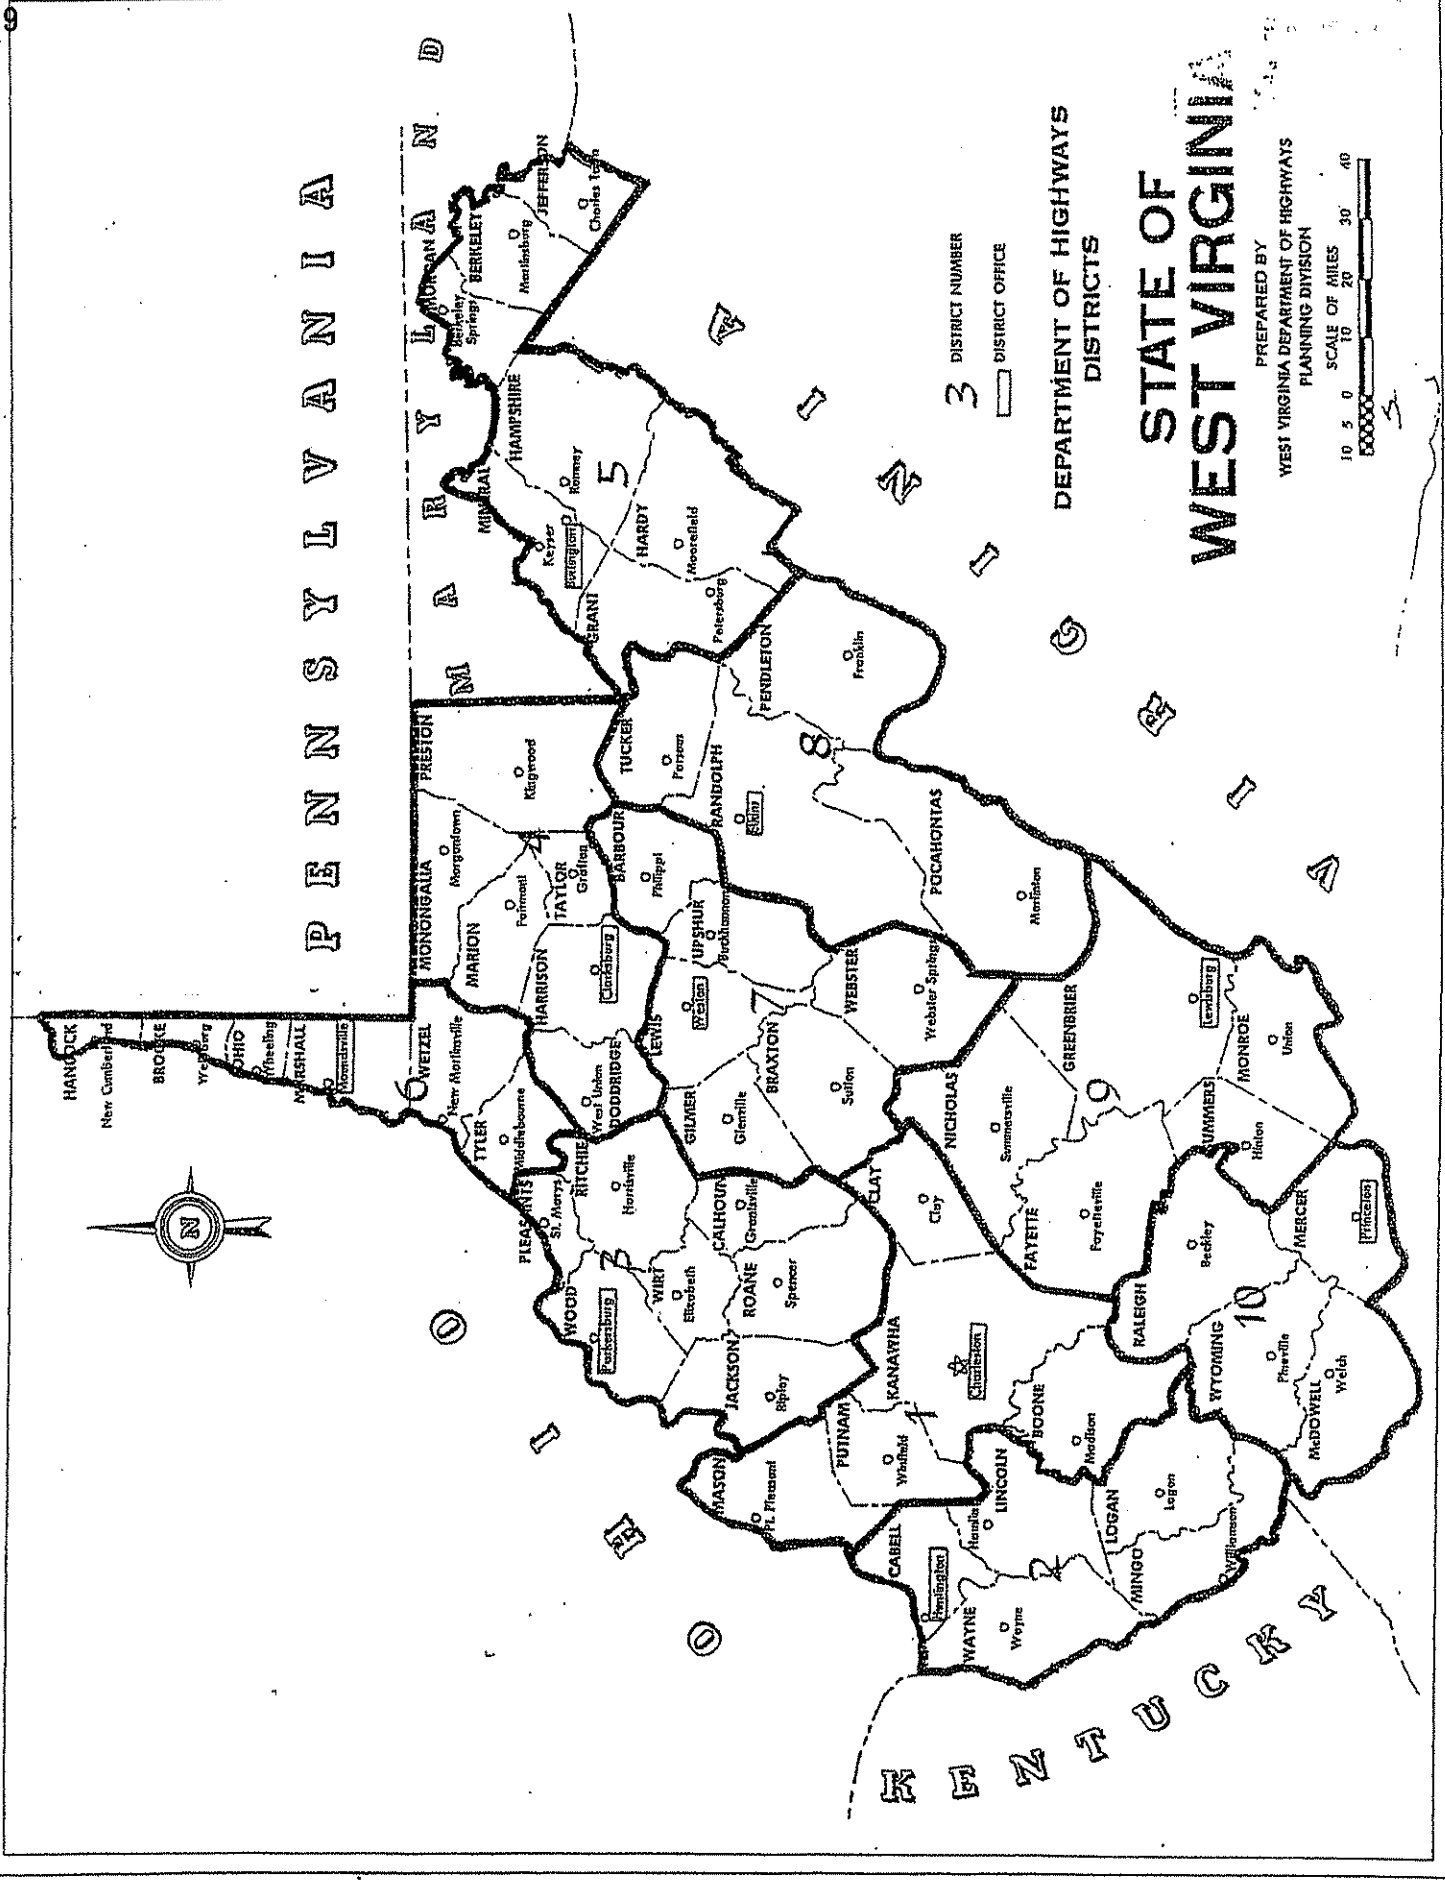 9
PENNSYLVANIA
MARYLAND
OHIO
VIRGINIA
KENTUCKY
N
HANCOCK
New Cumberland
BROOKE
Wellsburg
OHIO
Wheeling
MARSHALL
Moundsville
6
WETZEL
New Martinsville
TYLER
Middlebourne
MONONGALIA
Morgantown
PRESTON
Kingwood
MARION
Fairmont
4
TAYLOR
Grafton
HARRISON
Clarksburg
DODDRIDGE
West Union
PLEASANTS
St. Marys
RITCHIE
Harrisville
WOOD
Parkersburg
3
WIRT
Elizabeth
CALHOUN
Grantsville
ROANE
Spencer
JACKSON
Ripley
BARBOUR
Philippi
LEWIS
Weston
UPSHUR
Buckhannon
7
GILMER
Glenville
BRAXTON
Sutton
WEBSTER
Webster Springs
TUCKER
Parsons
RANDOLPH
Elkins
8
PENDLETON
Franklin
POCAHONTAS
Marlinton
MORGAN
Berkeley Springs
BERKELEY
Martinsburg
JEFFERSON
Charles Town
MINERAL
Keyser
HAMPSHIRE
Romney
5
Burlington
GRANT
Petersburg
HARDY
Moorefield
MASON
Pt. Pleasant
PUTNAM
Winfield
1
KANAWHA
Charleston
CLAY
Clay
BOONE
Madison
CABELL
Huntington
WAYNE
Wayne
2
LINCOLN
Hamlin
LOGAN
Logan
MINGO
Williamson
NICHOLAS
Summersville
GREENBRIER
Lewisburg
9
FAYETTE
Fayetteville
SUMMERS
Hinton
MONROE
Union
RALEIGH
Beckley
10
WYOMING
Pineville
McDOWELL
Welch
MERCER
Princeton
3 DISTRICT NUMBER
DISTRICT OFFICE
DEPARTMENT OF HIGHWAYS
DISTRICTS
STATE OF
WEST VIRGINIA
PREPARED BY
WEST VIRGINIA DEPARTMENT OF HIGHWAYS
PLANNING DIVISION
SCALE OF MILES
10 5 0 10 20 30 40